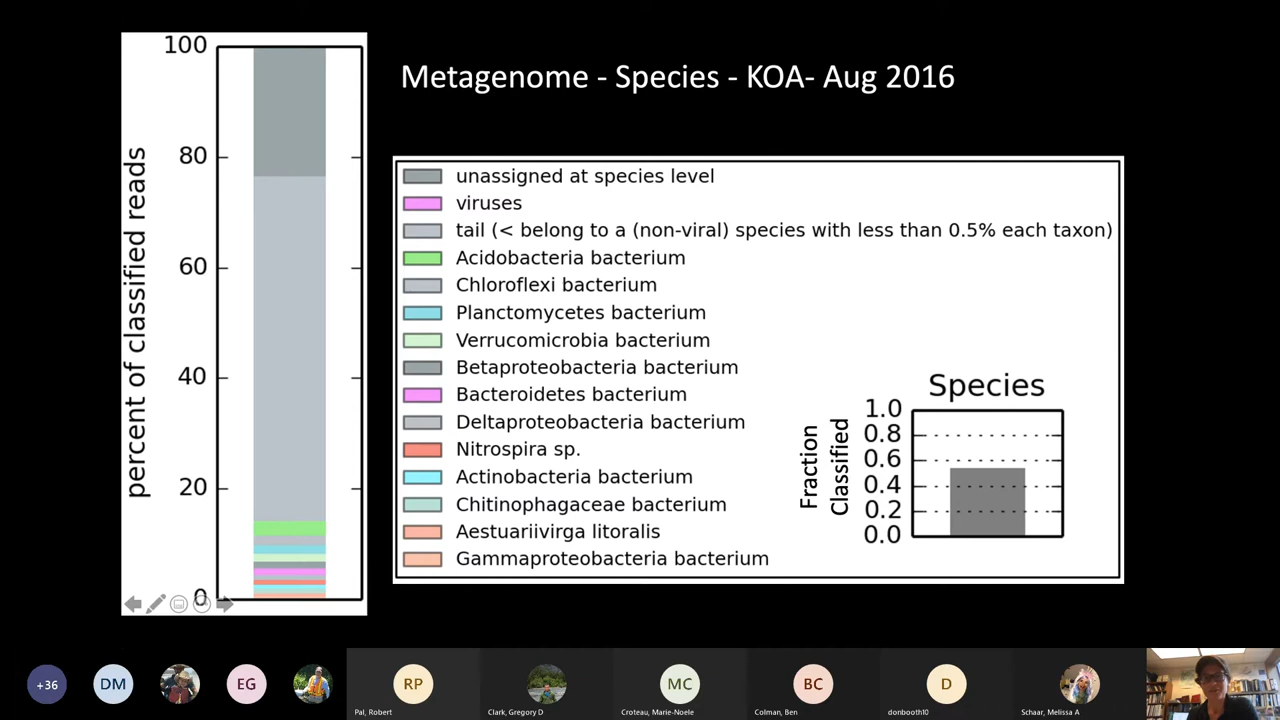 Metagenome - Species - KOA- Aug 2016
percent of classified reads
100
80
60
40
20
0
unassigned at species level
viruses
tail (< belong to a (non-viral) species with less than 0.5% each taxon)
Acidobacteria bacterium
Chloroflexi bacterium
Planctomycetes bacterium
Verrucomicrobia bacterium
Betaproteobacteria bacterium
Bacteroidetes bacterium
Deltaproteobacteria bacterium
Nitrospira sp.
Actinobacteria bacterium
Chitinophagaceae bacterium
Aestuariivirga litoralis
Gammaproteobacteria bacterium
Species
Fraction
Classified
1.0
0.8
0.6
0.4
0.2
0.0
+36
DM
EG
RP
Pal, Robert
Clark, Gregory D
MC
Croteau, Marie-Noele
BC
Colman, Ben
D
donbooth10
Schaar, Melissa A